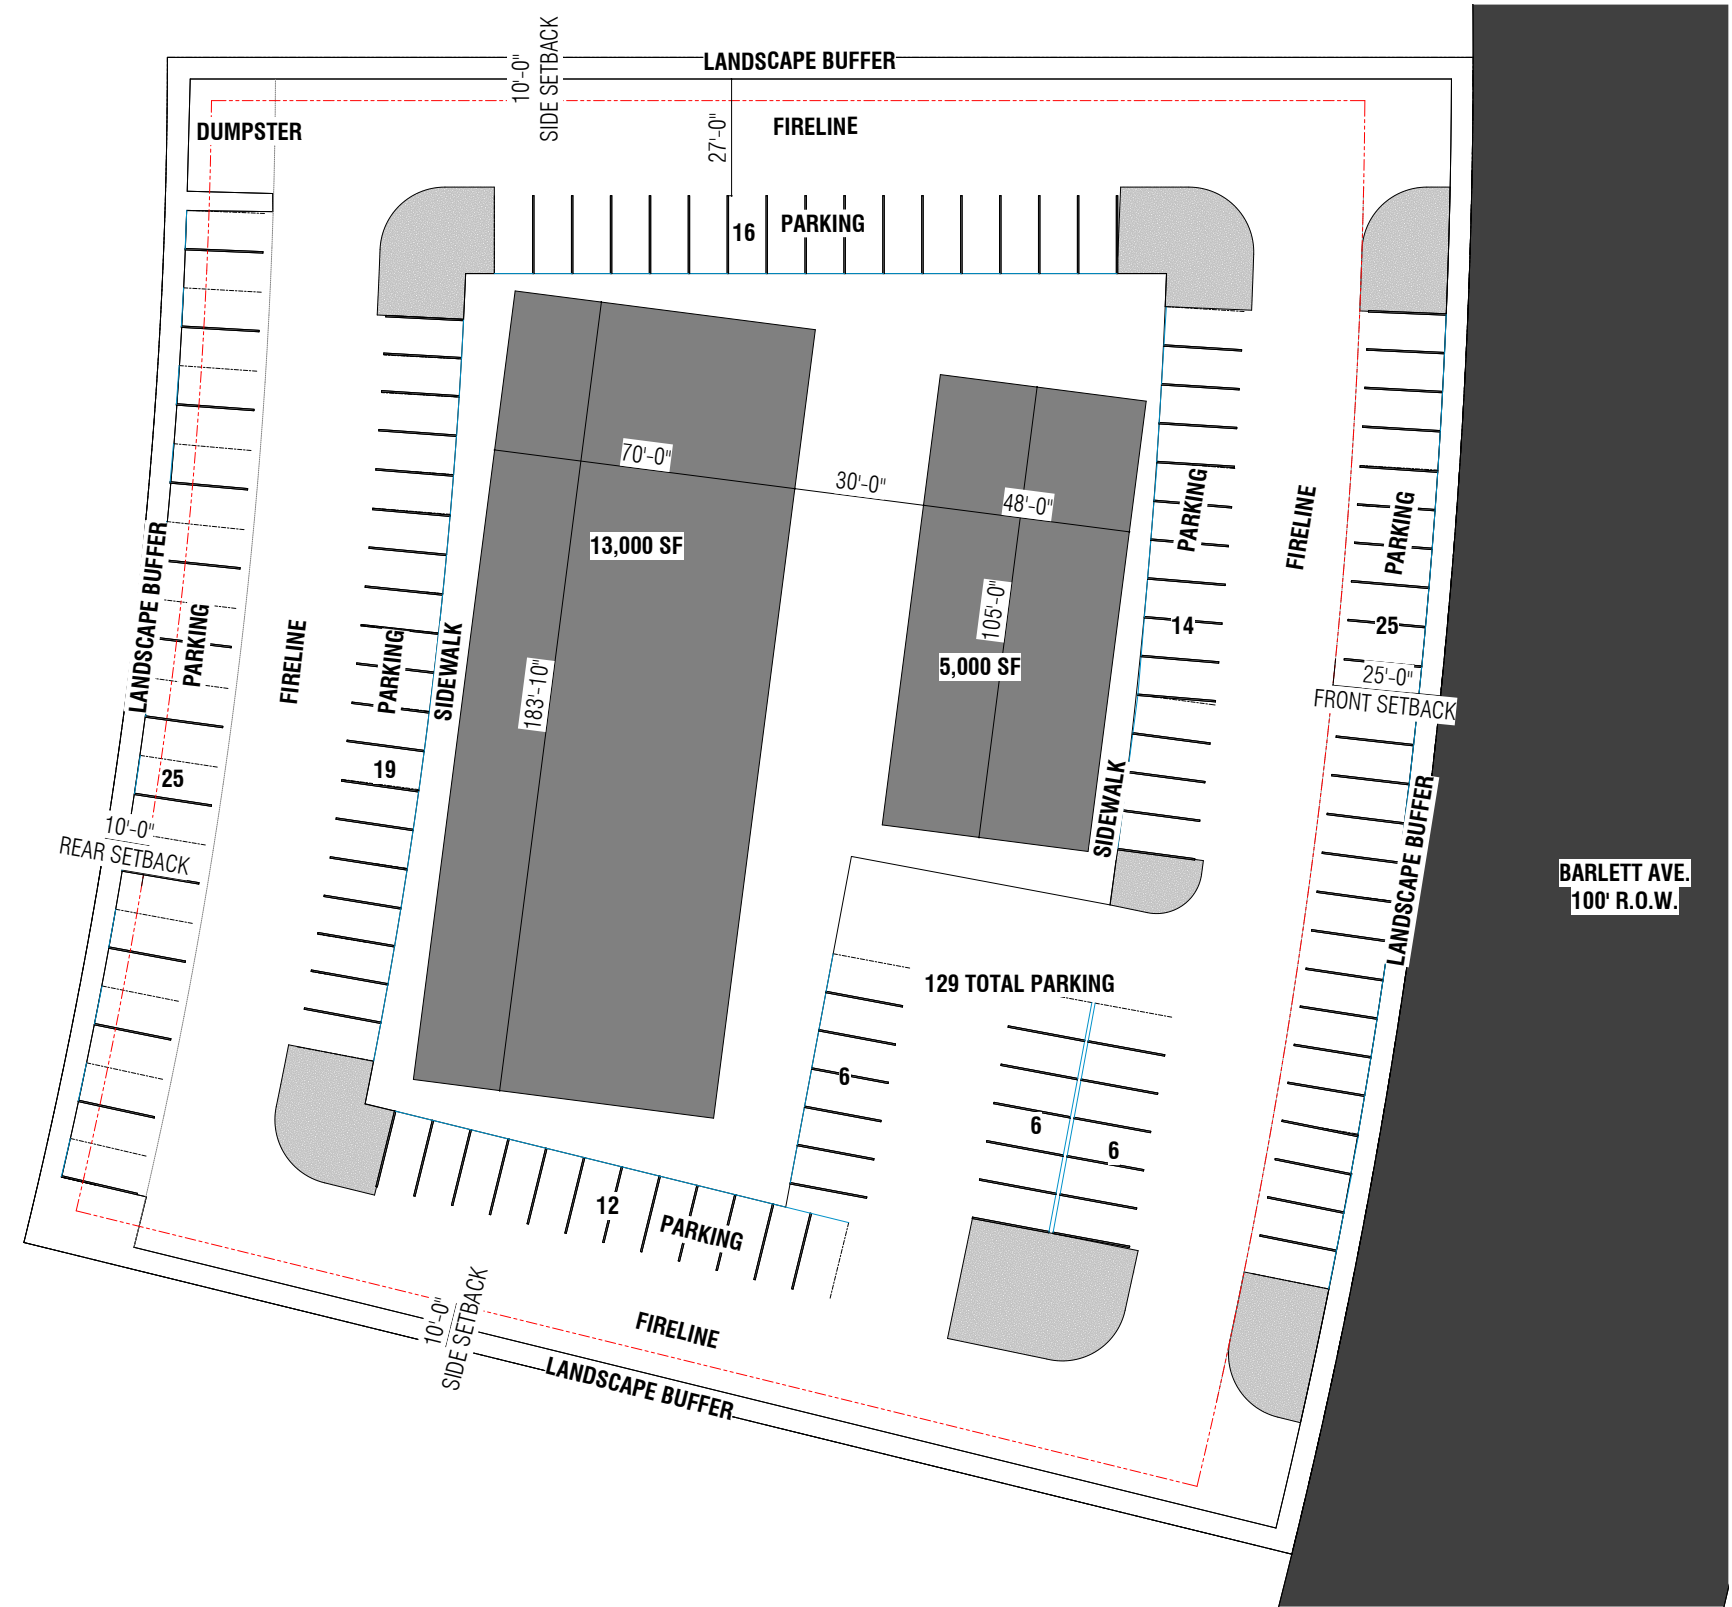 10'-0"
SIDE SETBACK
LANDSCAPE BUFFER
DUMPSTER
27'-0"
FIRELINE
16
PARKING
70'-0"
30'-0"
48'-0"
13,000 SF
183'-10"
105'-0"
5,000 SF
LANDSCAPE BUFFER
PARKING
25
FIRELINE
PARKING
19
SIDEWALK
PARKING
14
SIDEWALK
FIRELINE
PARKING
25
25'-0"
FRONT SETBACK
LANDSCAPE BUFFER
10'-0"
REAR SETBACK
BARLETT AVE.
100' R.O.W.
129 TOTAL PARKING
6
6
6
12
PARKING
FIRELINE
10'-0"
SIDE SETBACK
LANDSCAPE BUFFER